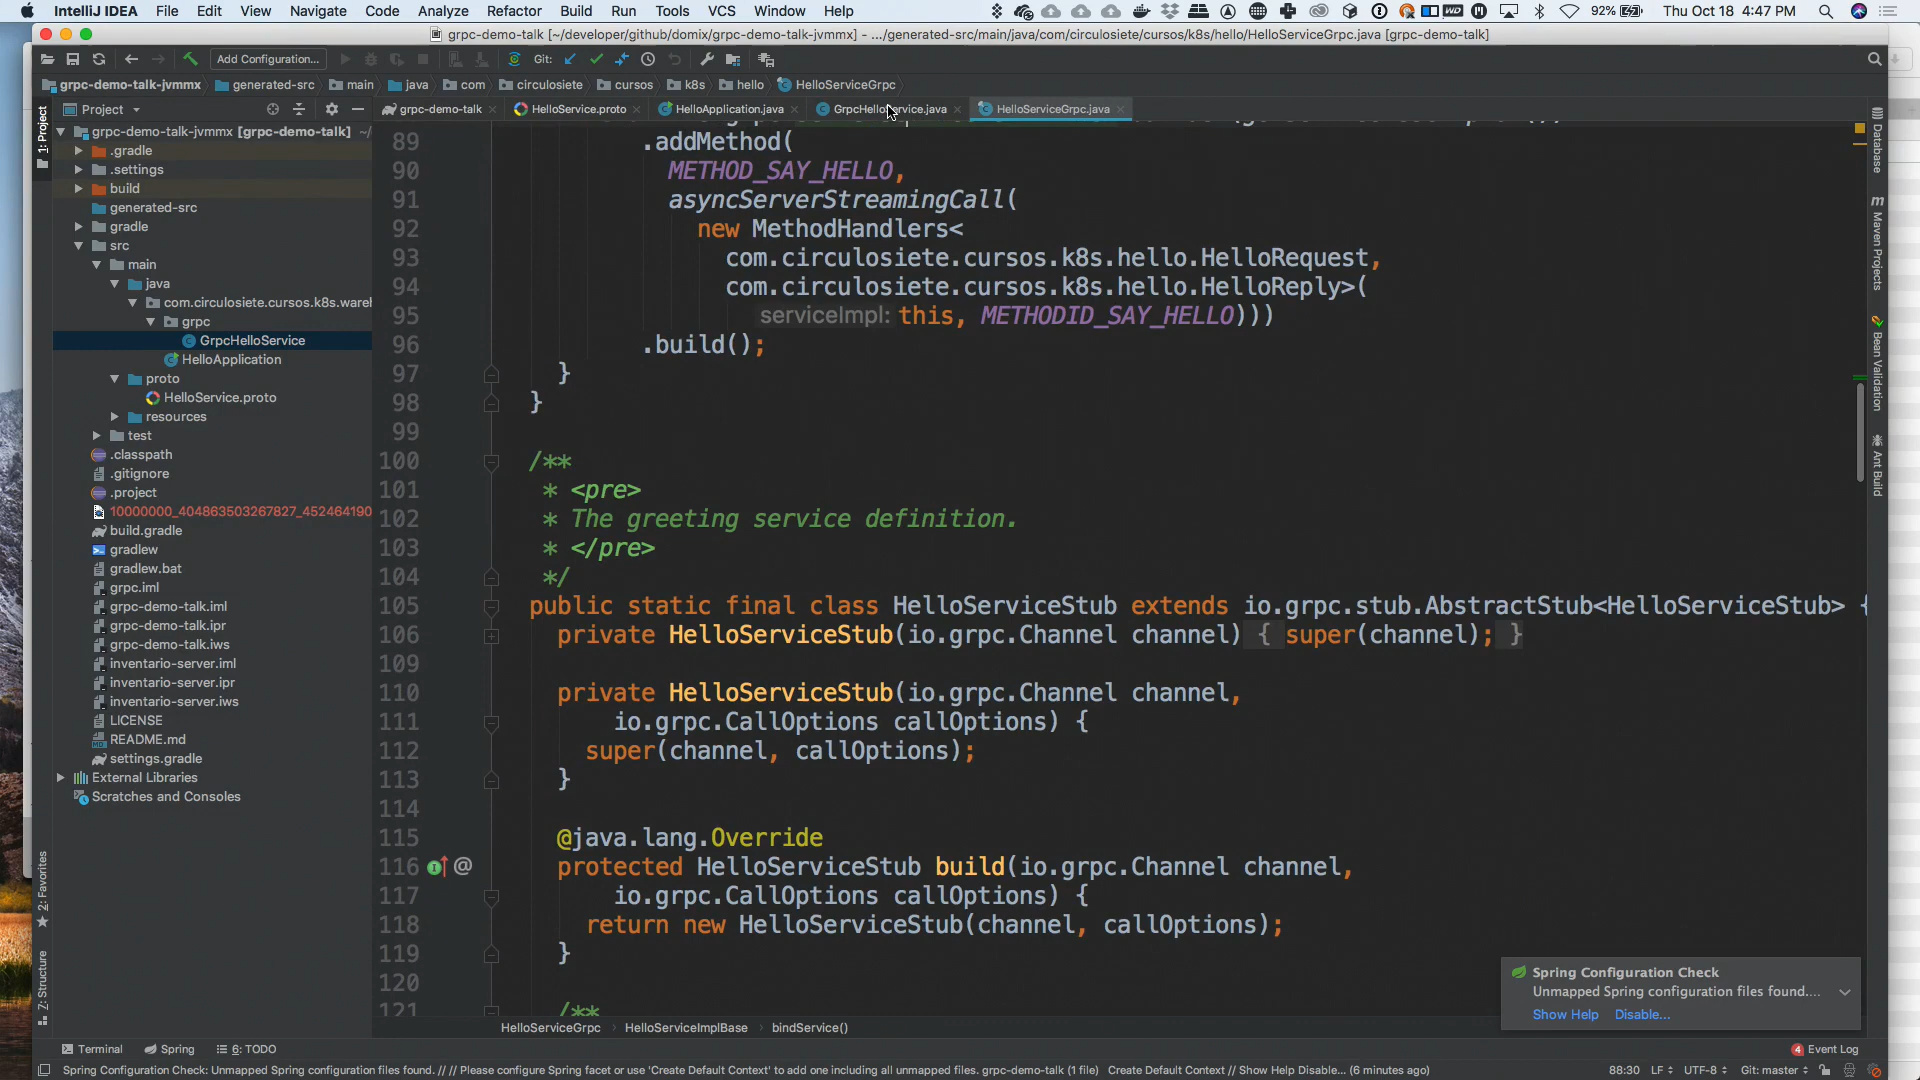 IntelliJ IDEA File Edit View Navigate Code Analyze Refactor Build Run Tools VCS Window Help 92% Thu Oct 18 4:47 PM
grpc-demo-talk [~/developer/github/domix/grpc-demo-talk-jvmmx] - .../generated-src/main/java/com/circulosiete/cursos/k8s/hello/HelloServiceGrpc.java [grpc-demo-talk]
Add Configuration... Git:
grpc-demo-talk-jvmmx generated-src main java com circulosiete cursos k8s hello HelloServiceGrpc
Project
grpc-demo-talk HelloService.proto HelloApplication.java GrpcHelloService.java HelloServiceGrpc.java
1: Project
2: Favorites
Z: Structure
grpc-demo-talk-jvmmx [grpc-demo-talk] ~/
.gradle
.settings
build
generated-src
gradle
src
main
java
com.circulosiete.cursos.k8s.wareh
grpc
GrpcHelloService
HelloApplication
proto
HelloService.proto
resources
test
.classpath
.gitignore
.project
10000000_404863503267827_452464190
build.gradle
gradlew
gradlew.bat
grpc.iml
grpc-demo-talk.iml
grpc-demo-talk.ipr
grpc-demo-talk.iws
inventario-server.iml
inventario-server.ipr
inventario-server.iws
LICENSE
README.md
settings.gradle
External Libraries
Scratches and Consoles
89 .addMethod(
90 METHOD_SAY_HELLO,
91 asyncServerStreamingCall(
92 new MethodHandlers<
93 com.circulosiete.cursos.k8s.hello.HelloRequest,
94 com.circulosiete.cursos.k8s.hello.HelloReply>(
95 serviceImpl: this, METHODID_SAY_HELLO)))
96 .build();
97 }
98 }
99
100 /**
101 * <pre>
102 * The greeting service definition.
103 * </pre>
104 */
105 public static final class HelloServiceStub extends io.grpc.stub.AbstractStub<HelloServiceStub> {
106 private HelloServiceStub(io.grpc.Channel channel) { super(channel); }
109
110 private HelloServiceStub(io.grpc.Channel channel,
111 io.grpc.CallOptions callOptions) {
112 super(channel, callOptions);
113 }
114
115 @java.lang.Override
116 @ protected HelloServiceStub build(io.grpc.Channel channel,
117 io.grpc.CallOptions callOptions) {
118 return new HelloServiceStub(channel, callOptions);
119 }
120
121 /**
Database
Maven Projects
Bean Validation
Ant Build
Spring Configuration Check
Unmapped Spring configuration files found....
Show Help Disable...
HelloServiceGrpc HelloServiceImplBase bindService()
Terminal Spring 6: TODO 4 Event Log
Spring Configuration Check: Unmapped Spring configuration files found. // // Please configure Spring facet or use 'Create Default Context' to add one including all unmapped files. grpc-demo-talk (1 file) Create Default Context // Show Help Disable... (6 minutes ago) 88:30 LF UTF-8 Git: master